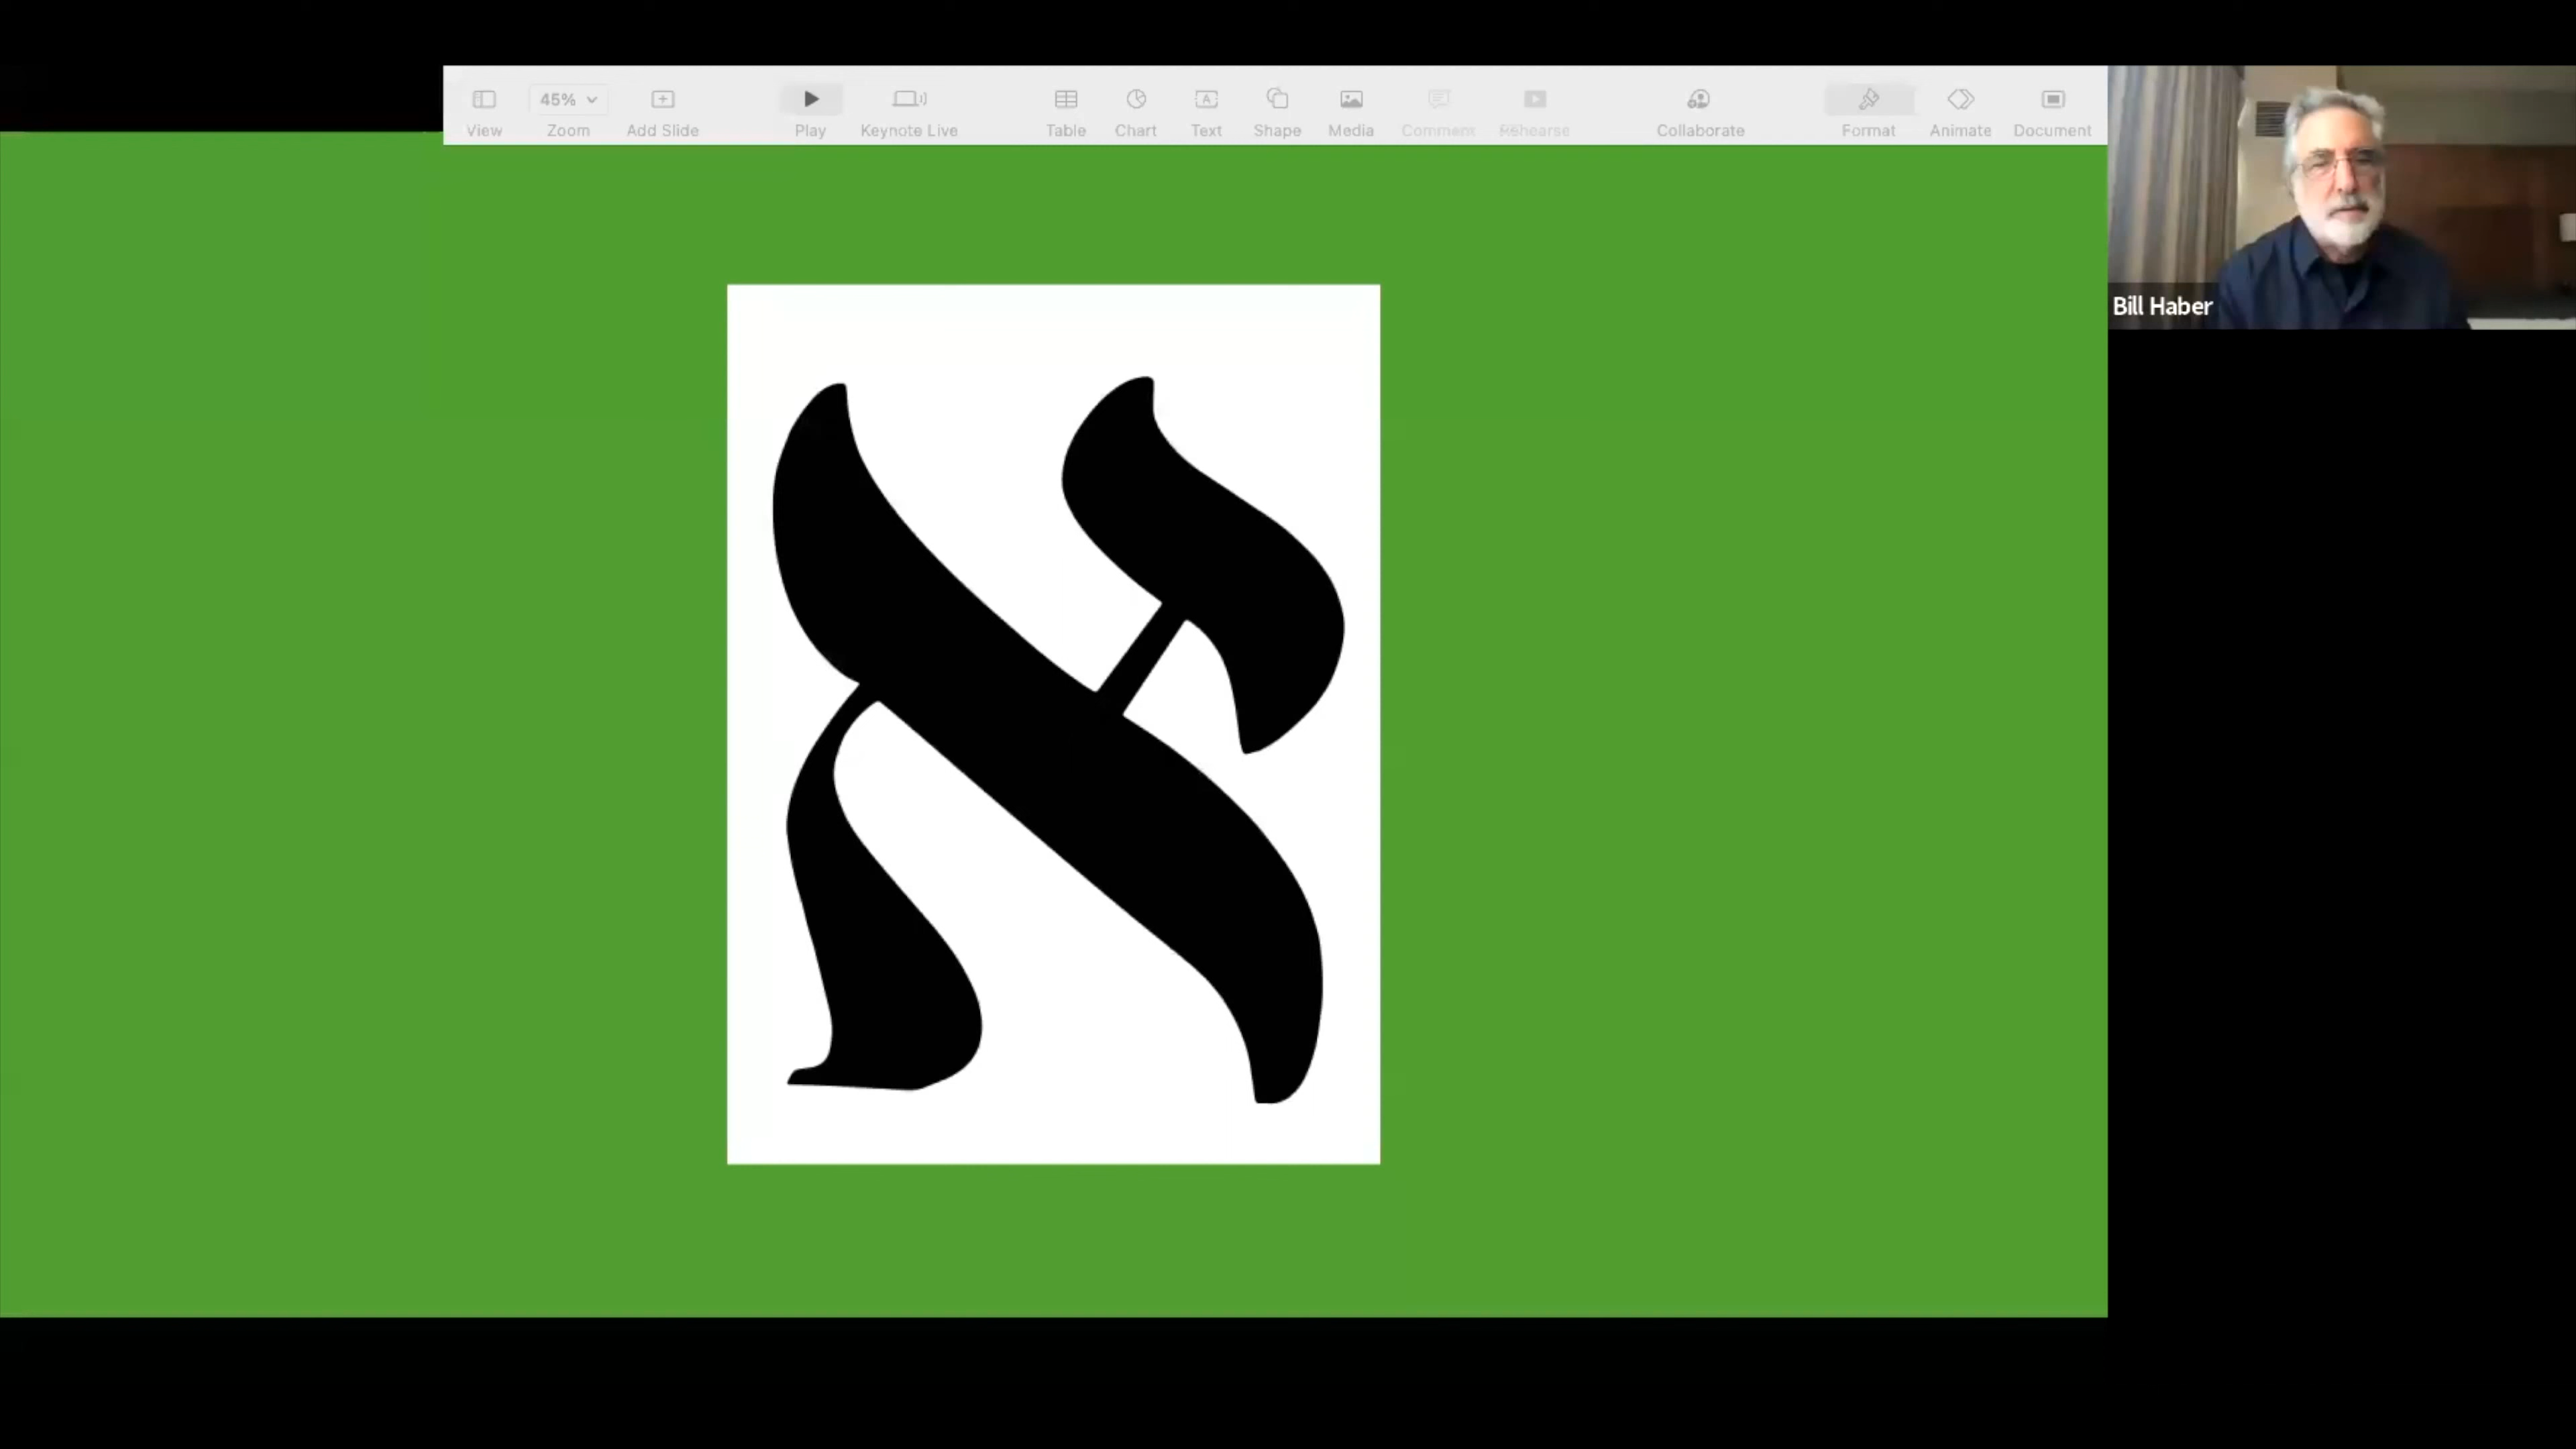 45%
View Zoom Add Slide Play Keynote Live Table Chart Text Shape Media Comment Rehearse Collaborate Format Animate Document
Bill Haber
א